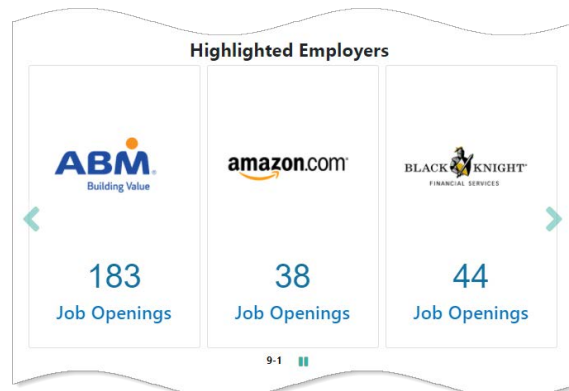 Highlighted Employers
ABM
Building Value
183
Job Openings
amazon.com
38
Job Openings
BLACK KNIGHT
FINANCIAL SERVICES
44
Job Openings
9-1